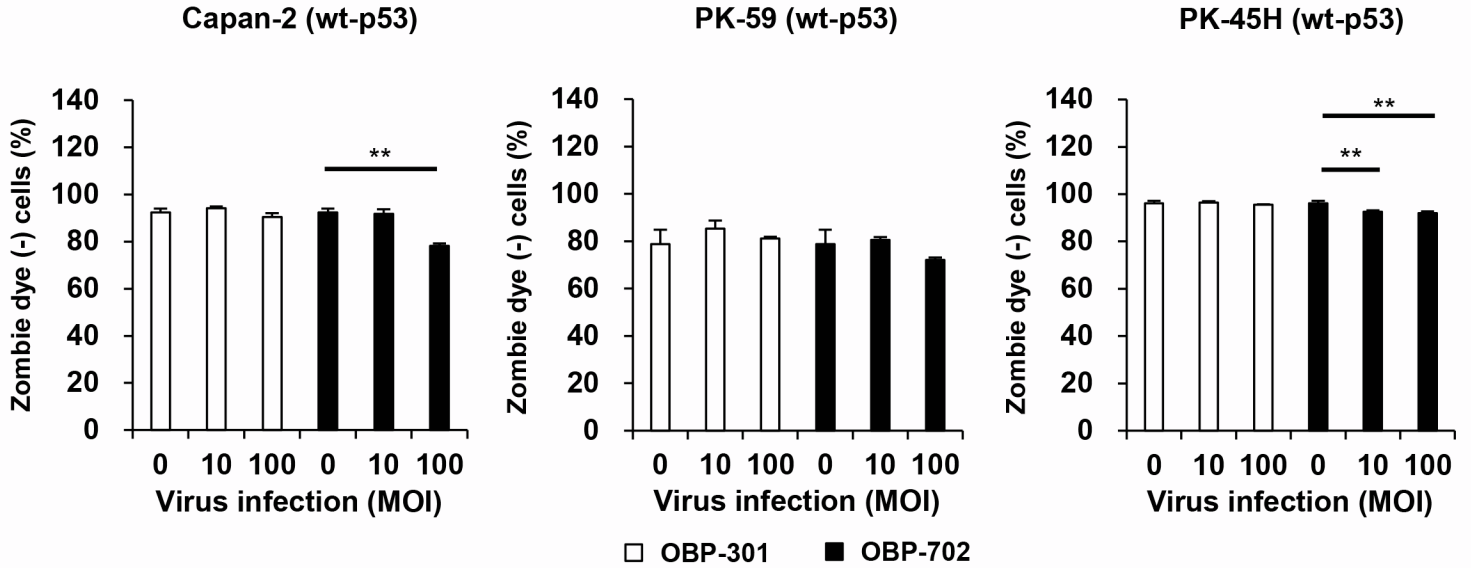 Capan-2 (wt-p53)
Zombie dye (-) cells (%)
140
120
**
100
80
60
40
20
0
0 10 100 0 10 100
Virus infection (MOI)
PK-59 (wt-p53)
Zombie dye (-) cells (%)
140
120
100
80
60
40
20
0
0 10 100 0 10 100
Virus infection (MOI)
PK-45H (wt-p53)
Zombie dye (-) cells (%)
140
**
120
**
100
80
60
40
20
0
0 10 100 0 10 100
Virus infection (MOI)
OBP-301 OBP-702